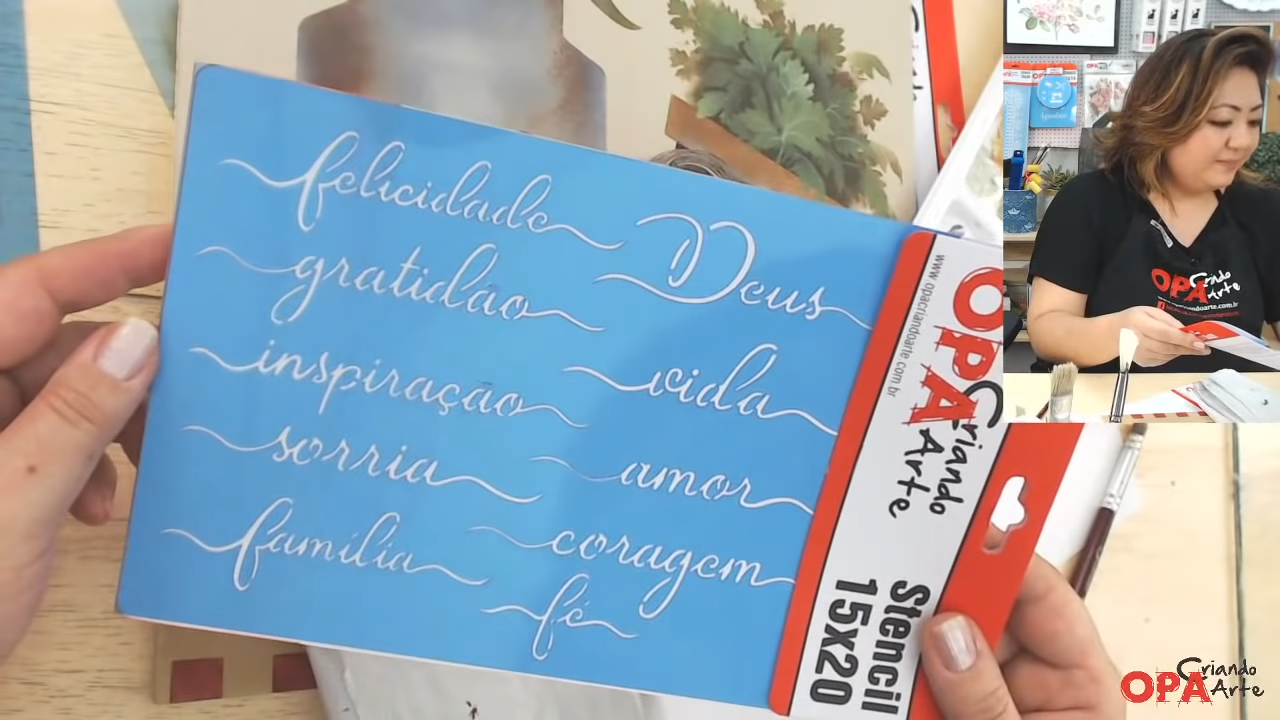 felicidade
gratidão
inspiração
sorria
família
Deus
vida
amor
coragem
fé
www.opacriandoarte.com.br
OPA
Criando
Arte
Stencil
15x20
OPA
Criando
Arte
OPA
Criando
Arte